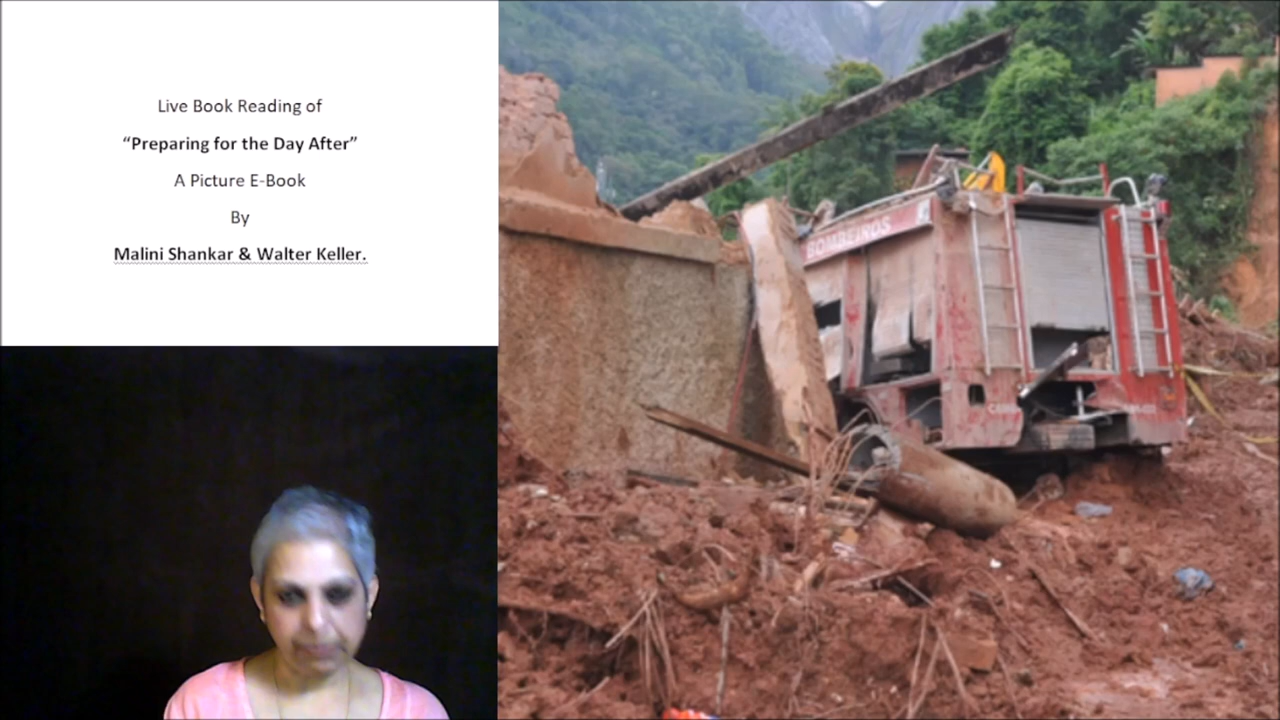 Live Book Reading of
“Preparing for the Day After”
A Picture E-Book
By
Malini Shankar & Walter Keller.
BOMBEIROS